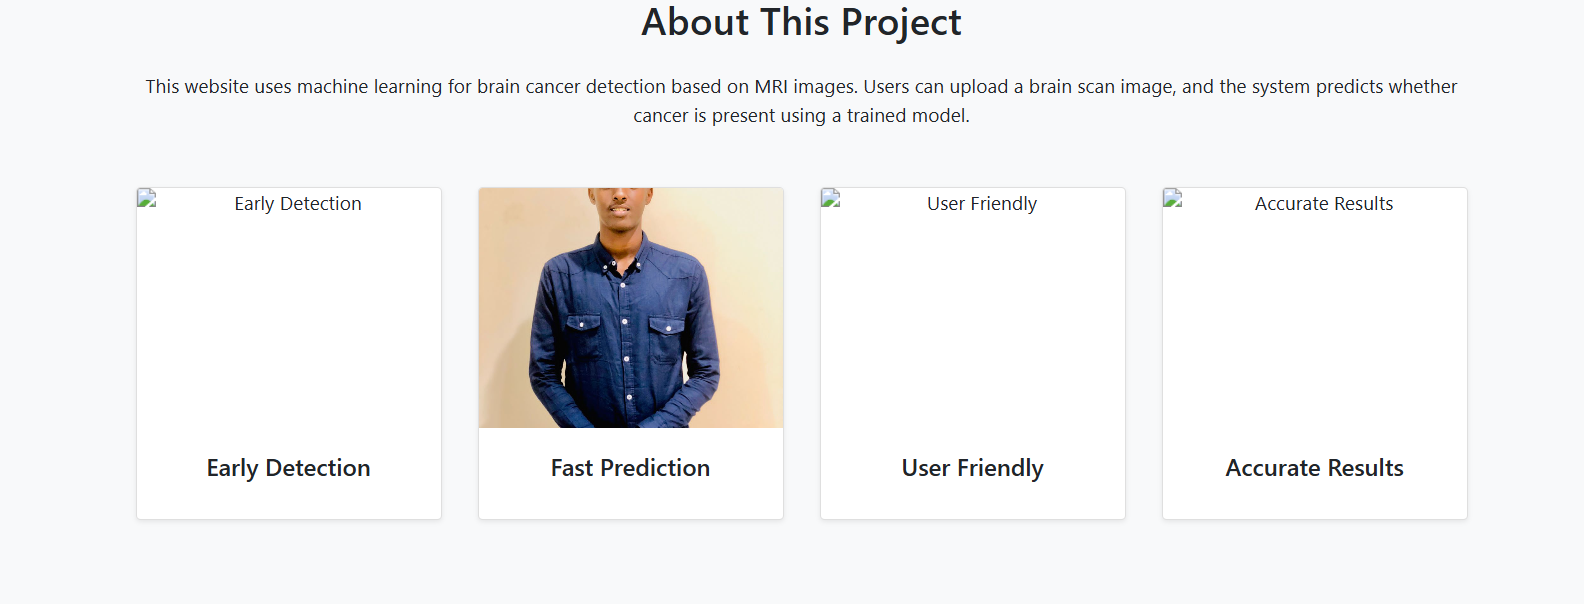 About This Project
This website uses machine learning for brain cancer detection based on MRI images. Users can upload a brain scan image, and the system predicts whether
cancer is present using a trained model.
Early Detection
User Friendly
Accurate Results
Early Detection
Fast Prediction
User Friendly
Accurate Results